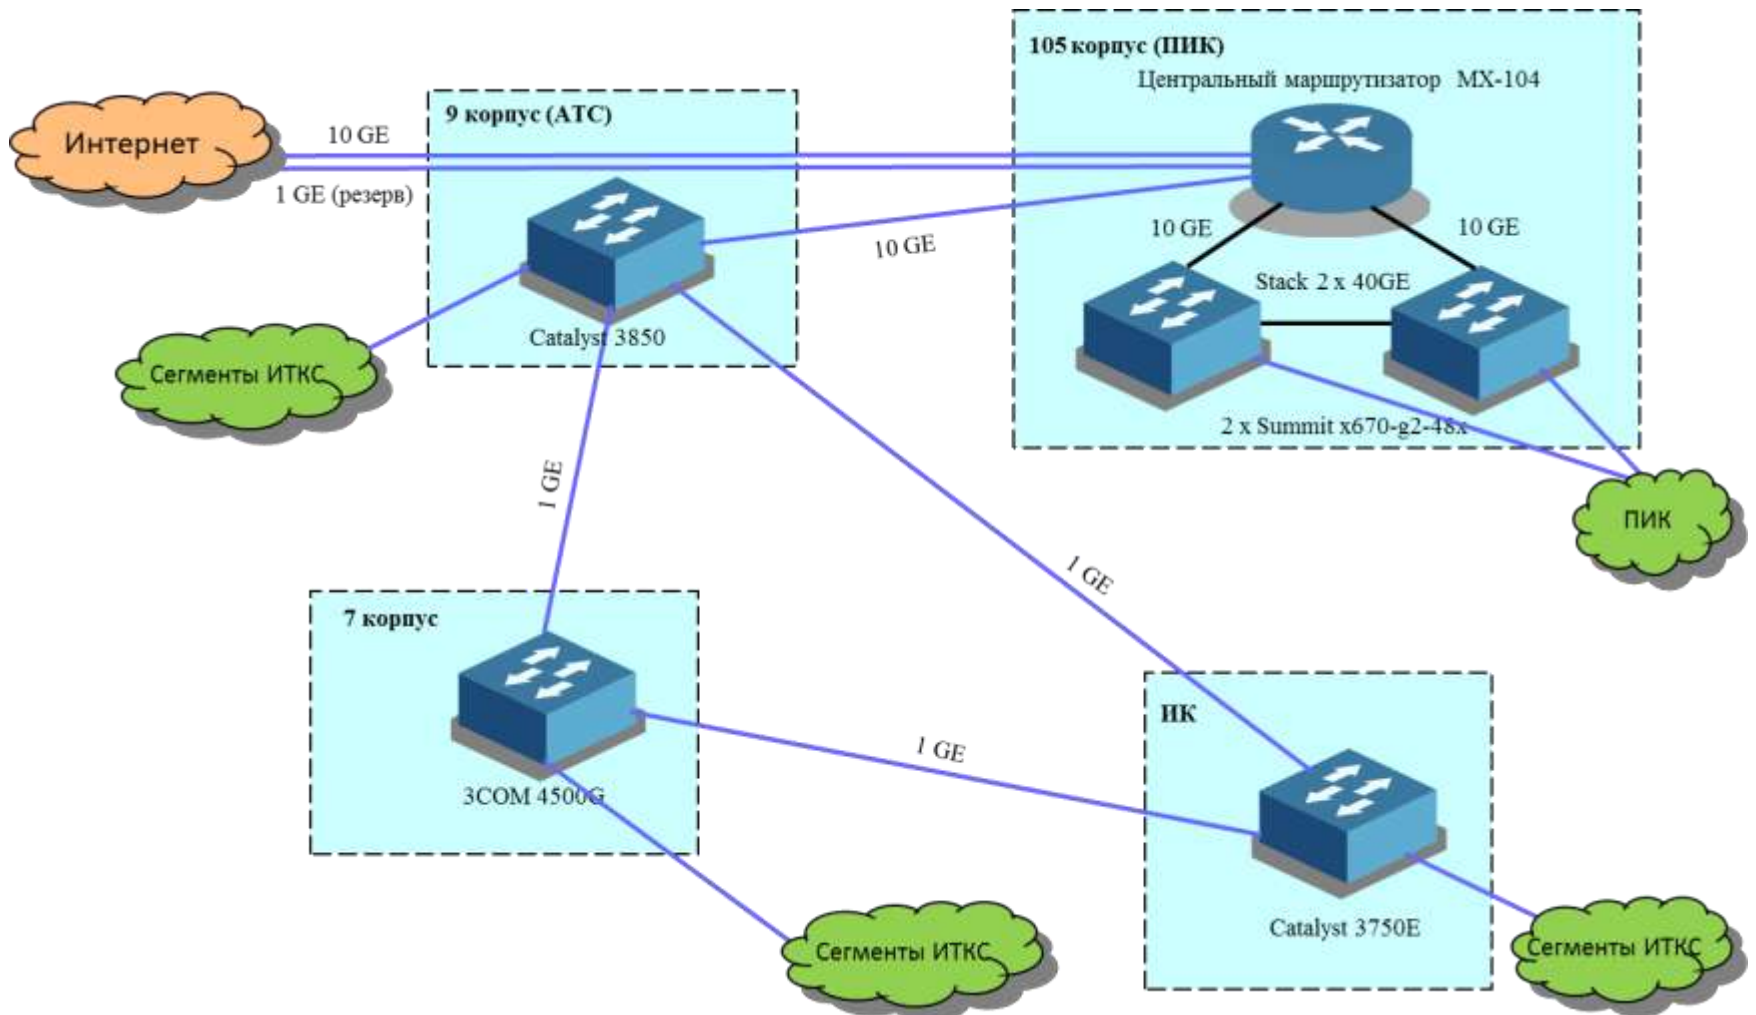 105 корпус (ПИК)
Центральный маршрутизатор MX-104
9 корпус (АТС)
Интернет
10 GE
1 GE (резерв)
10 GE
10 GE
10 GE
Stack 2 x 40GE
Catalyst 3850
Сегменты ИТКС
2 x Summit x670-g2-48x
1 GE
ПИК
1 GE
7 корпус
ИК
1 GE
3COM 4500G
Catalyst 3750E
Сегменты ИТКС
Сегменты ИТКС